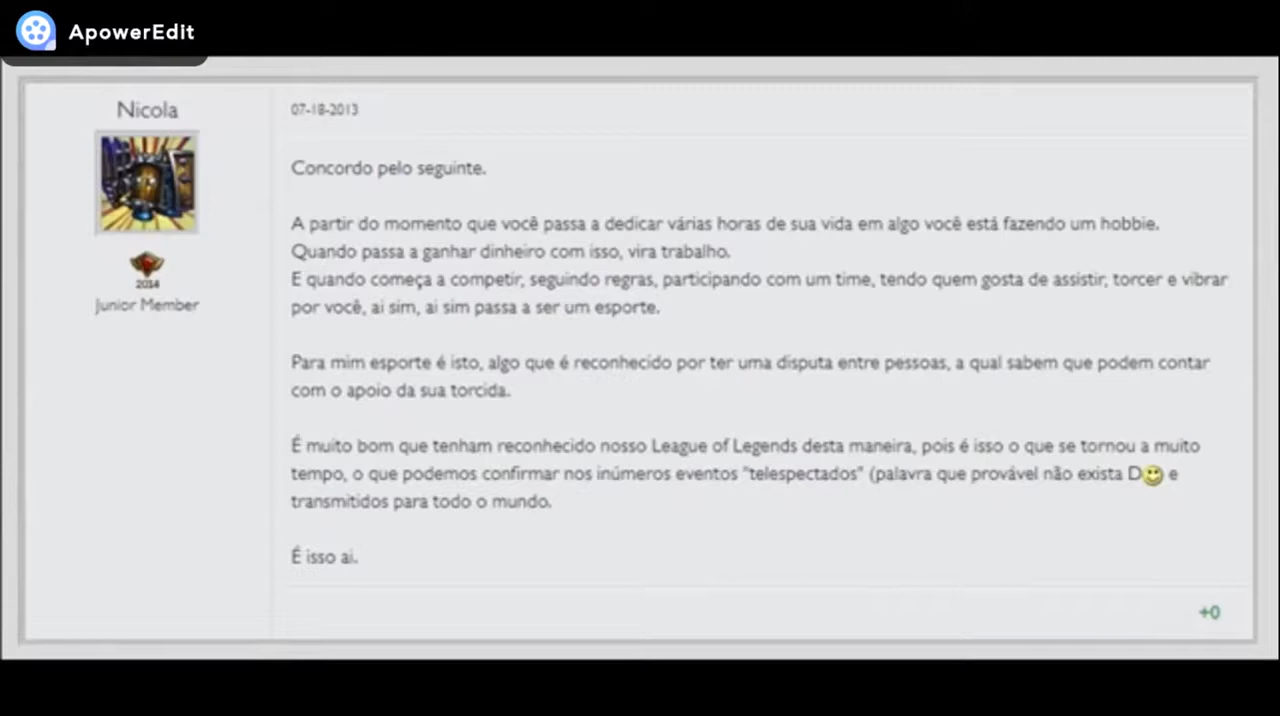 ApowerEdit
Nicola
07-18-2013
2014
Junior Member
Concordo pelo seguinte.
A partir do momento que você passa a dedicar várias horas de sua vida em algo você está fazendo um hobbie.
Quando passa a ganhar dinheiro com isso, vira trabalho.
E quando começa a competir, seguindo regras, participando com um time, tendo quem gosta de assistir, torcer e vibrar
por você, ai sim, ai sim passa a ser um esporte.
Para mim esporte é isto, algo que é reconhecido por ter uma disputa entre pessoas, a qual sabem que podem contar
com o apoio da sua torcida.
É muito bom que tenham reconhecido nosso League of Legends desta maneira, pois é isso o que se tornou a muito
tempo, o que podemos confirmar nos inúmeros eventos "telespectados" (palavra que provável não exista D e
transmitidos para todo o mundo.
É isso ai.
+0